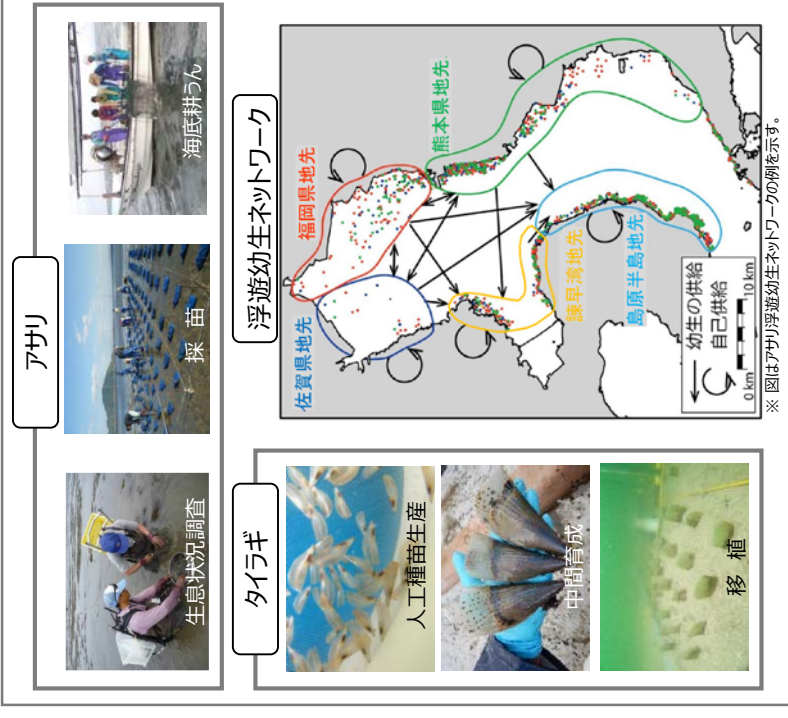 アサリ
生息状況調査
採 苗
海底耕うん
タイラギ
人工種苗生産
中間育成
移 植
浮遊幼生ネットワーク
佐賀県地先
福岡県地先
熊本県地先
諫早湾地先
島原半島地先
幼生の供給
自己供給
0 km
10 km
※ 図はアサリ浮遊幼生ネットワークの例を示す。